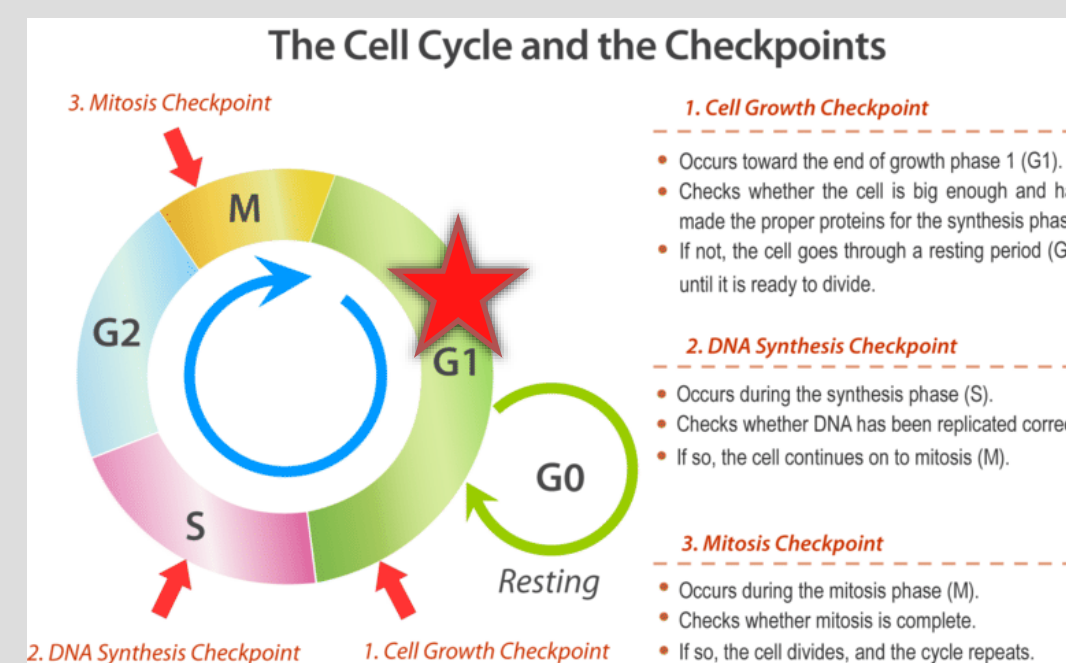 The Cell Cycle and the Checkpoints
3. Mitosis Checkpoint
M
G2
G1
S
G0
Resting
2. DNA Synthesis Checkpoint
1. Cell Growth Checkpoint
1. Cell Growth Checkpoint
• Occurs toward the end of growth phase 1 (G1).
• Checks whether the cell is big enough and
made the proper proteins for the synthesis
• If not, the cell goes through a resting period
until it is ready to divide.
2. DNA Synthesis Checkpoint
• Occurs during the synthesis phase (S).
• Checks whether DNA has been replicated
• If so, the cell continues on to mitosis (M).
3. Mitosis Checkpoint
• Occurs during the mitosis phase (M).
• Checks whether mitosis is complete.
• If so, the cell divides, and the cycle repeats.